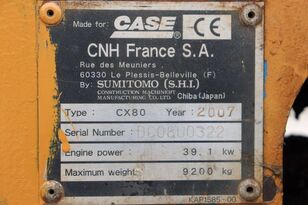 Made for: CASE CE
CNH France S.A.
Rue des Meuniers
60330 Le Plessis-Belleville (F)
By: SUMITOMO (S.H.I.)
CONSTRUCTION MACHINERY
MANUFACTURING CO.,LTD. Chiba (Japan)
Type : CX80 Year : 2007
Serial Number : DC08U0322
Engine power : 39.1 kw
Maximum weight : 9200 kg
KAP1585-00